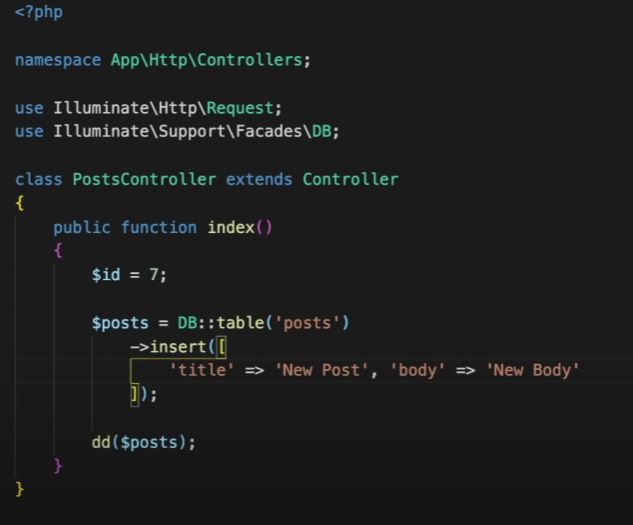 <?php
namespace App\Http\Controllers;
use Illuminate\Http\Request;
use Illuminate\Support\Facades\DB;
class PostsController extends Controller
{
public function index()
{
$id = 7;
$posts = DB::table('posts')
->insert([
'title' => 'New Post', 'body' => 'New Body'
]);
dd($posts);
}
}